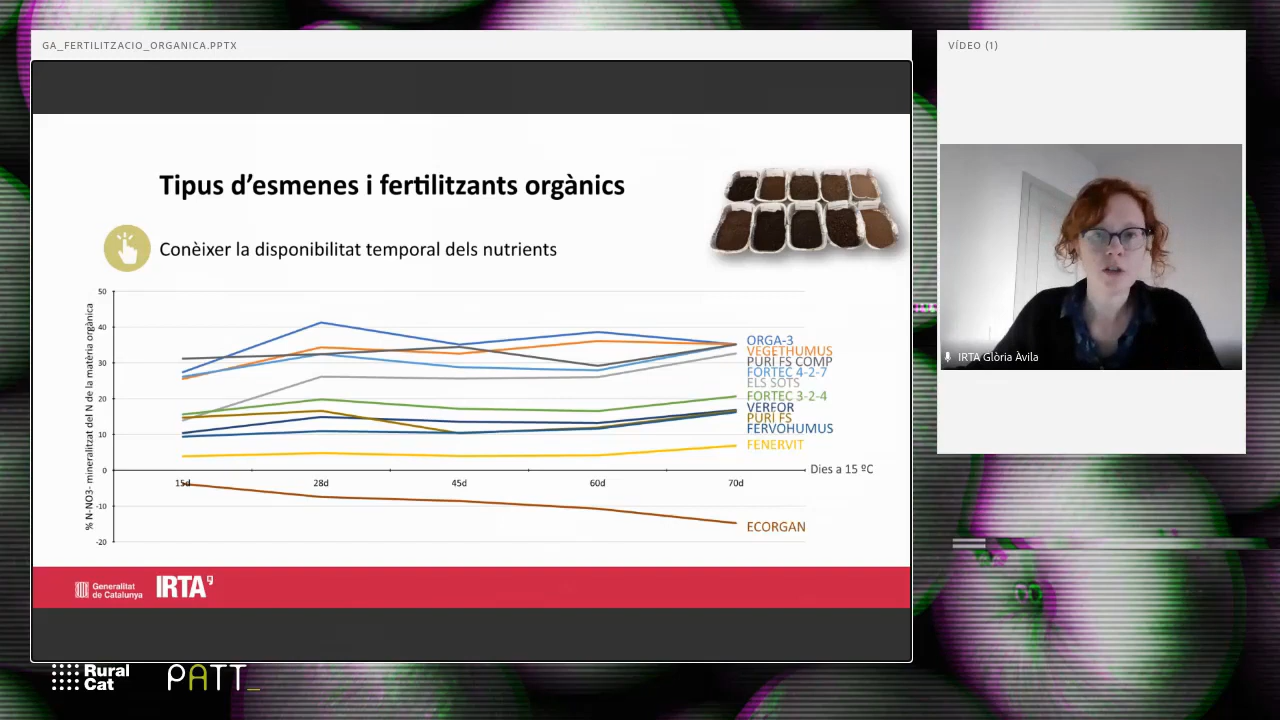 GA_FERTILITZACIO_ORGANICA.PPTX
VÍDEO (1)
Tipus d'esmenes i fertilitzants orgànics
Conèixer la disponibilitat temporal dels nutrients
% N-NO3- mineralitzat del N de la matèria orgànica
50
40
30
20
10
0
-10
-20
15d
28d
45d
60d
70d
Dies a 15 ºC
ORGA-3
VEGETHUMUS
PURI FS COMP
FORTEC 4-2-7
ELS SOTS
FORTEC 3-2-4
VERFOR
PURI FS
FERVOHUMUS
FENERVIT
ECORGAN
IRTA Glòria Àvila
Generalitat
de Catalunya
IRTA
Rural
Cat
PATT_